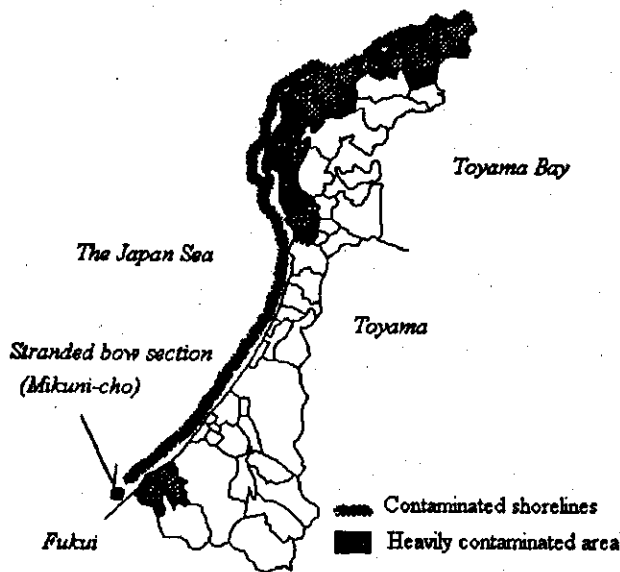 Toyama Bay
The Japan Sea
Toyama
Stranded bow section
(Mikuni-cho)
Contaminated shorelines
Fukui
Heavily contaminated area